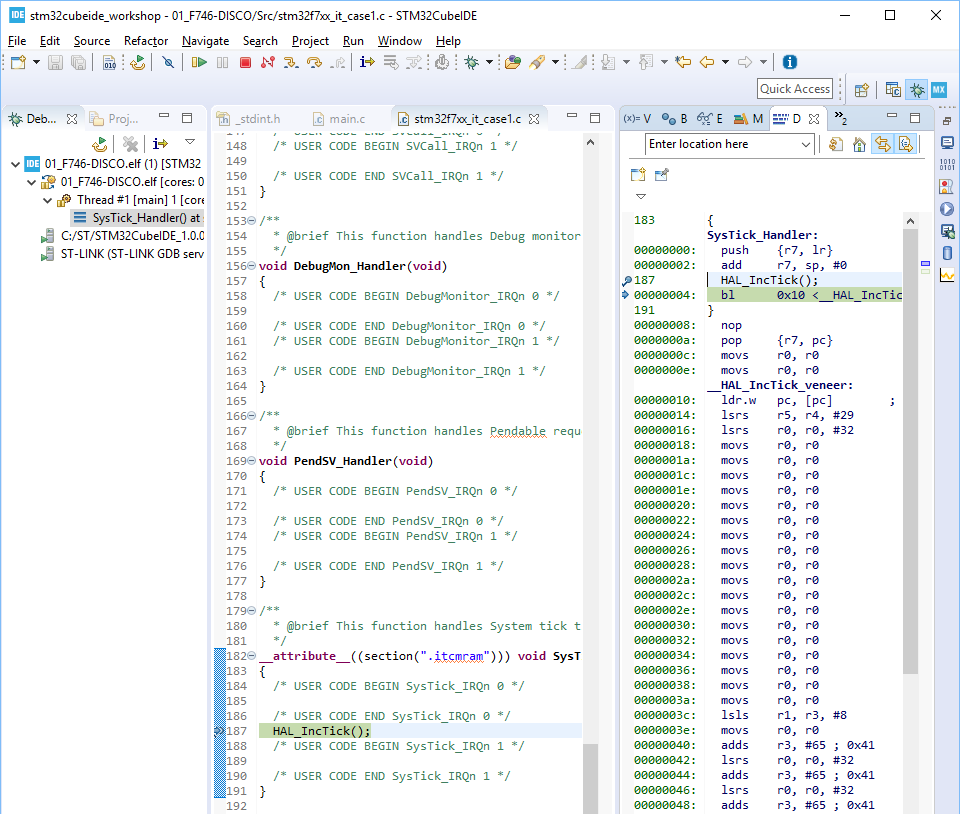 stm32cubeide_workshop - 01_F746-DISCO/Src/stm32f7xx_it_case1.c - STM32CubeIDE
File Edit Source Refactor Navigate Search Project Run Window Help
Quick Access
Deb... Proj...
01_F746-DISCO.elf (1) [STM32
01_F746-DISCO.elf [cores: 0
Thread #1 [main] 1 [core
SysTick_Handler() at
C:/ST/STM32CubeIDE_1.0.0
ST-LINK (ST-LINK GDB serv
_stdint.h main.c stm32f7xx_it_case1.c
148 /* USER CODE BEGIN SVCall_IRQn 1 */
149
150 /* USER CODE END SVCall_IRQn 1 */
151 }
152
153 /**
154 * @brief This function handles Debug monitor
155 */
156 void DebugMon_Handler(void)
157 {
158 /* USER CODE BEGIN DebugMonitor_IRQn 0 */
159
160 /* USER CODE END DebugMonitor_IRQn 0 */
161 /* USER CODE BEGIN DebugMonitor_IRQn 1 */
162
163 /* USER CODE END DebugMonitor_IRQn 1 */
164 }
165
166 /**
167 * @brief This function handles Pendable requ
168 */
169 void PendSV_Handler(void)
170 {
171 /* USER CODE BEGIN PendSV_IRQn 0 */
172
173 /* USER CODE END PendSV_IRQn 0 */
174 /* USER CODE BEGIN PendSV_IRQn 1 */
175
176 /* USER CODE END PendSV_IRQn 1 */
177 }
178
179 /**
180 * @brief This function handles System tick t
181 */
182 __attribute__((section(".itcmram"))) void SysT
183 {
184 /* USER CODE BEGIN SysTick_IRQn 0 */
185
186 /* USER CODE END SysTick_IRQn 0 */
187 HAL_IncTick();
188 /* USER CODE BEGIN SysTick_IRQn 1 */
189
190 /* USER CODE END SysTick_IRQn 1 */
191 }
192
(x)= V B E M D »2
Enter location here
183 {
SysTick_Handler:
00000000: push {r7, lr}
00000002: add r7, sp, #0
187 HAL_IncTick();
00000004: bl 0x10 <__HAL_IncTic
191 }
00000008: nop
0000000a: pop {r7, pc}
0000000c: movs r0, r0
0000000e: movs r0, r0
__HAL_IncTick_veneer:
00000010: ldr.w pc, [pc] ;
00000014: lsrs r5, r4, #29
00000016: lsrs r0, r0, #32
00000018: movs r0, r0
0000001a: movs r0, r0
0000001c: movs r0, r0
0000001e: movs r0, r0
00000020: movs r0, r0
00000022: movs r0, r0
00000024: movs r0, r0
00000026: movs r0, r0
00000028: movs r0, r0
0000002a: movs r0, r0
0000002c: movs r0, r0
0000002e: movs r0, r0
00000030: movs r0, r0
00000032: movs r0, r0
00000034: movs r0, r0
00000036: movs r0, r0
00000038: movs r0, r0
0000003a: movs r0, r0
0000003c: lsls r1, r3, #8
0000003e: movs r0, r0
00000040: adds r3, #65 ; 0x41
00000042: lsrs r0, r0, #32
00000044: adds r3, #65 ; 0x41
00000046: lsrs r0, r0, #32
00000048: adds r3, #65 ; 0x41